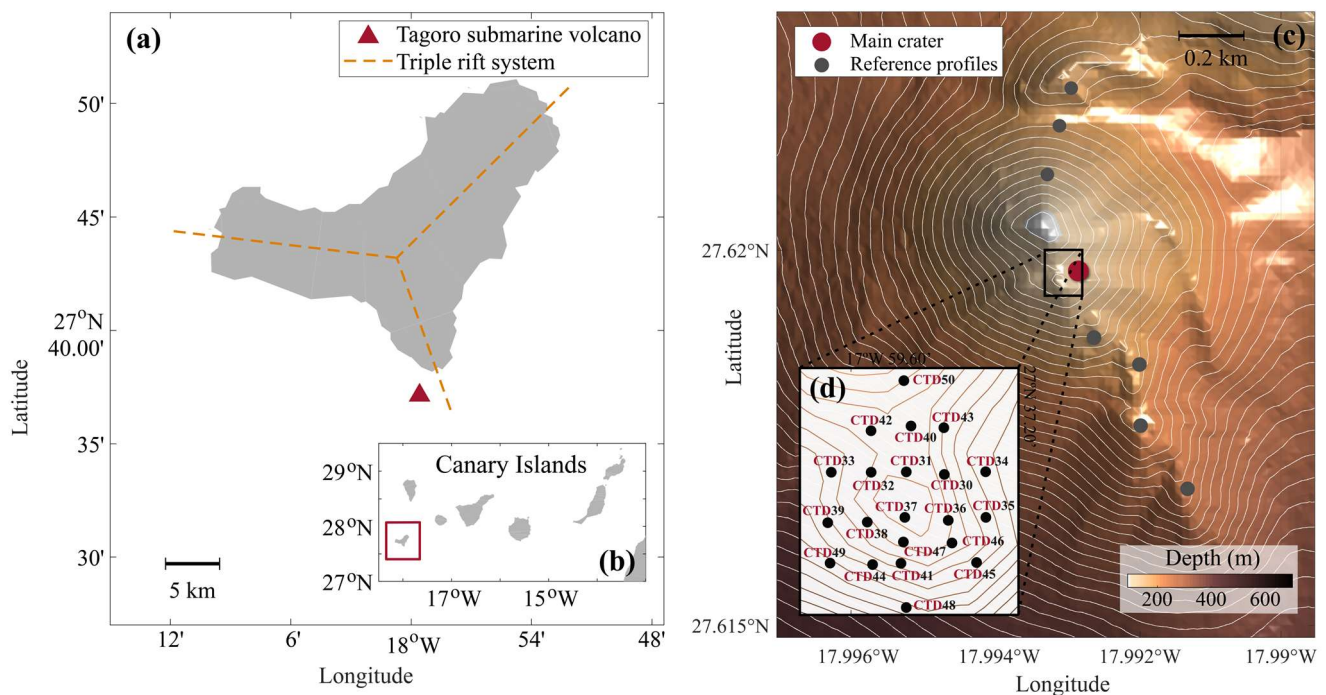 (a)
Tagoro submarine volcano
Triple rift system
50'
45'
27°N
40.00'
35'
30'
Latitude
5 km
12'
6'
18°W
54'
48'
Longitude
Canary Islands
29°N
28°N
27°N
17°W
15°W
(b)
Main crater
Reference profiles
(c)
0.2 km
27.62°N
27.615°N
Latitude
17.996°W
17.994°W
17.992°W
17.99°W
Longitude
Depth (m)
200
400
600
17°W 59.60'
27°N 37.20'
(d)
CTD50
CTD42
CTD40
CTD43
CTD33
CTD31
CTD34
CTD32
CTD30
CTD37
CTD36
CTD35
CTD39
CTD38
CTD47
CTD46
CTD49
CTD44
CTD41
CTD45
CTD48